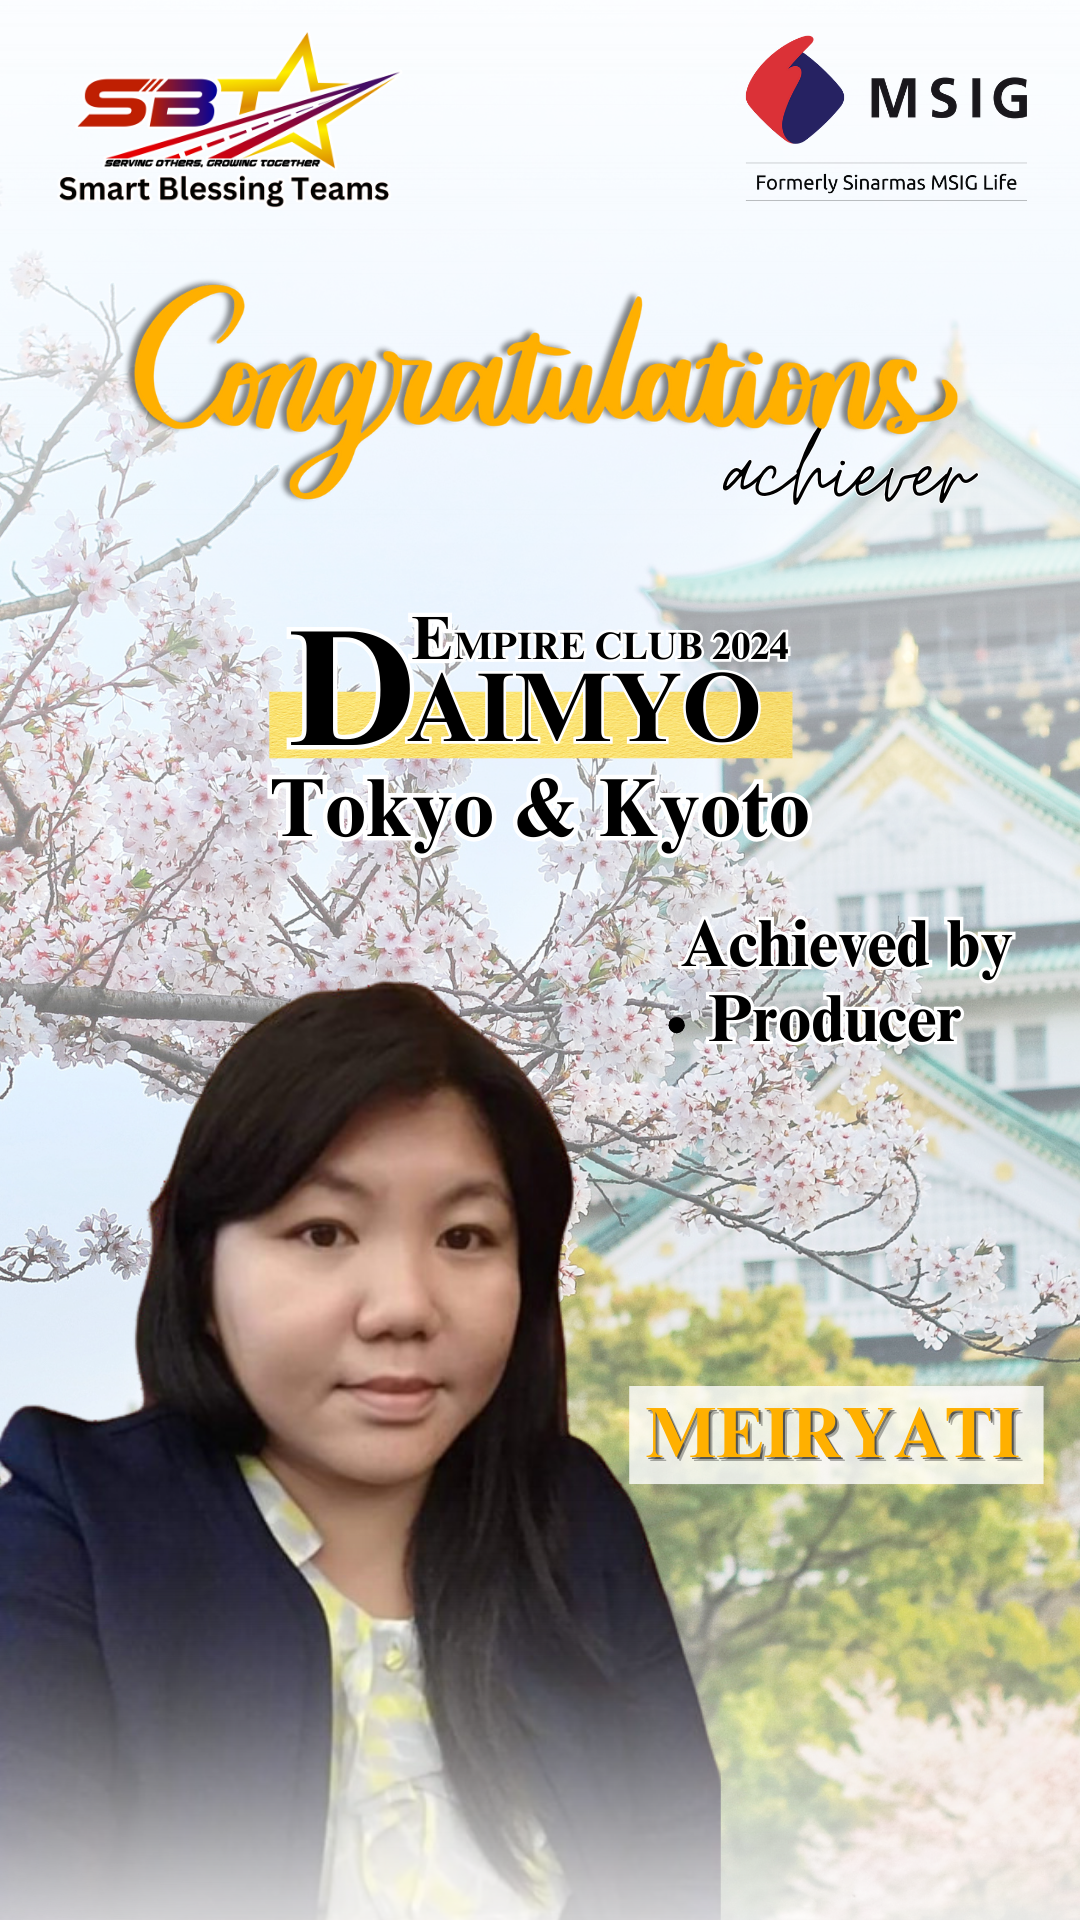 SBT
SERVING OTHERS, GROWING TOGETHER
Smart Blessing Teams
MSIG
Formerly Sinarmas MSIG Life
Congratulations
achiever
EMPIRE CLUB 2024
DAIMYO
Tokyo & Kyoto
Achieved by
• Producer
MEIRYATI